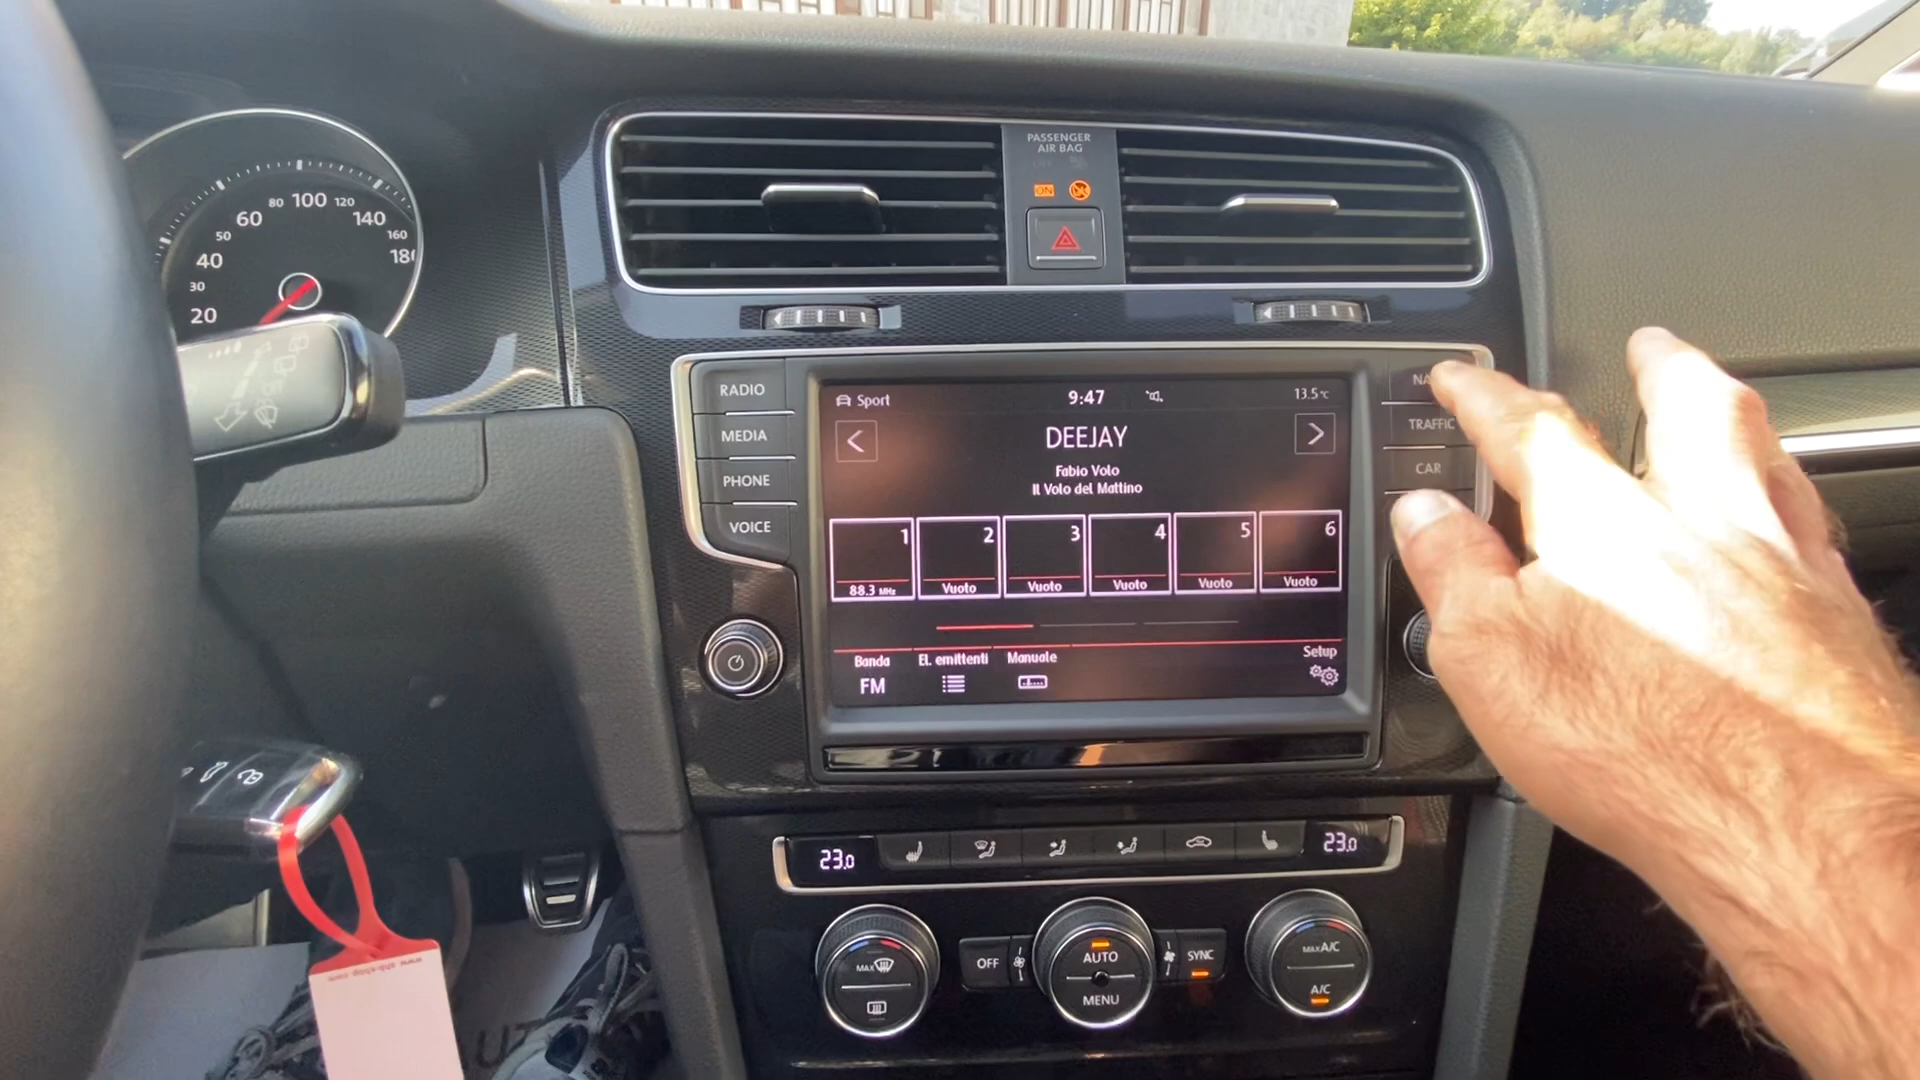 80 100 120
60 140
50 160
40 180
30
20
PASSENGER
AIR BAG
ON
RADIO
MEDIA
PHONE
VOICE
TRAFFIC
CAR
Sport
9:47
13.5°C
DEEJAY
Fabio Volo
Il Volo del Mattino
1 2 3 4 5 6
88.3 MHz Vuoto Vuoto Vuoto Vuoto Vuoto
Banda El. emittenti Manuale Setup
FM
23.0 23.0
MAX
OFF
AUTO
MENU
SYNC
MAX A/C
A/C